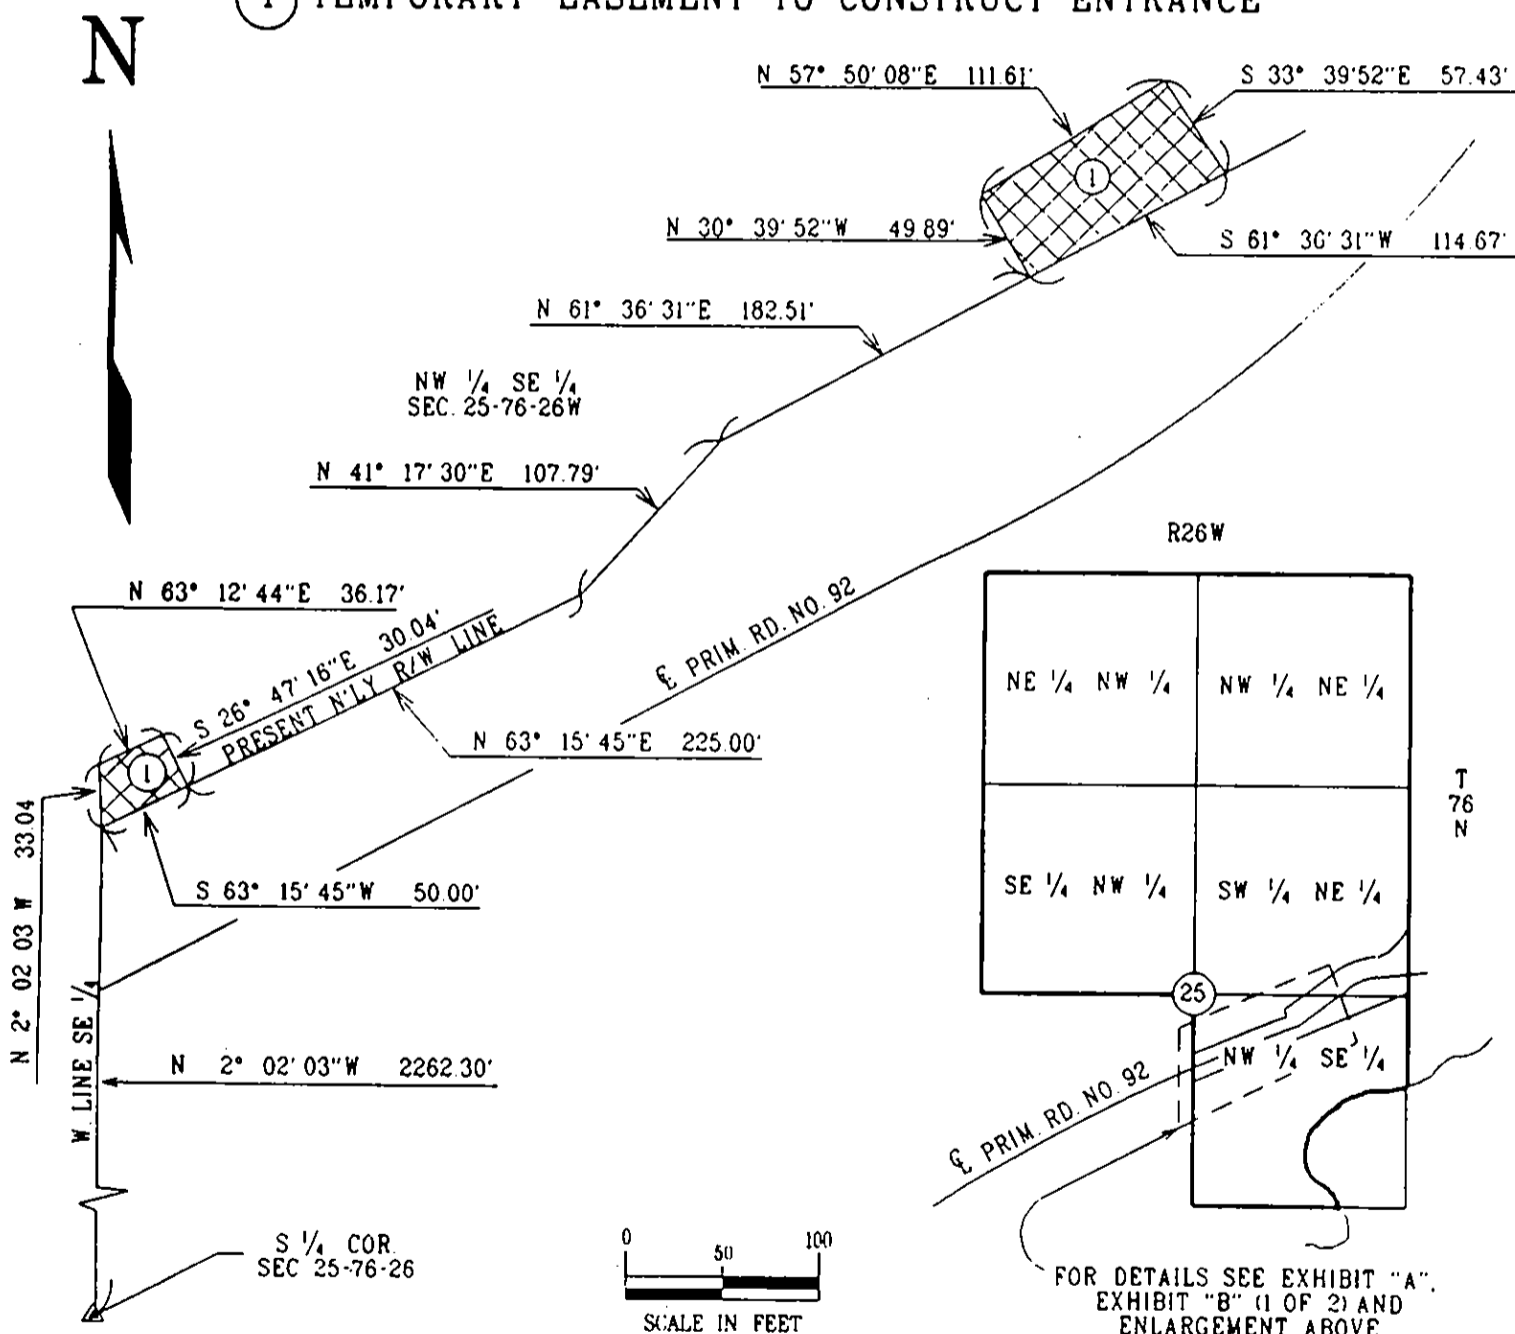 1 TEMPORARY EASEMENT TO CONSTRUCT ENTRANCE
N
N 57° 50' 08"E 111.61'
S 33° 39'52"E 57.43'
1
N 30° 39' 52"W 49.89'
S 61° 36' 31"W 114.67'
N 61° 36' 31"E 182.51'
NW 1/4 SE 1/4
SEC. 25-76-26W
N 41° 17' 30"E 107.79'
R26W
N 63° 12' 44"E 36.17'
S 26° 47' 16"E 30.04'
PRESENT N'LY R/W LINE
℄ PRIM. RD. NO. 92
NE 1/4 NW 1/4
NW 1/4 NE 1/4
1
N 63° 15' 45"E 225.00'
T
76
N
N 2° 02 03 W 33.04
S 63° 15' 45"W 50.00'
SE 1/4 NW 1/4
SW 1/4 NE 1/4
W. LINE SE 1/4
25
N 2° 02' 03"W 2262.30'
NW 1/4 SE 1/4
℄ PRIM. RD. NO. 92
S 1/4 COR.
SEC 25-76-26
0 50 100
SCALE IN FEET
FOR DETAILS SEE EXHIBIT "A",
EXHIBIT "B" (1 OF 2) AND
ENLARGEMENT ABOVE